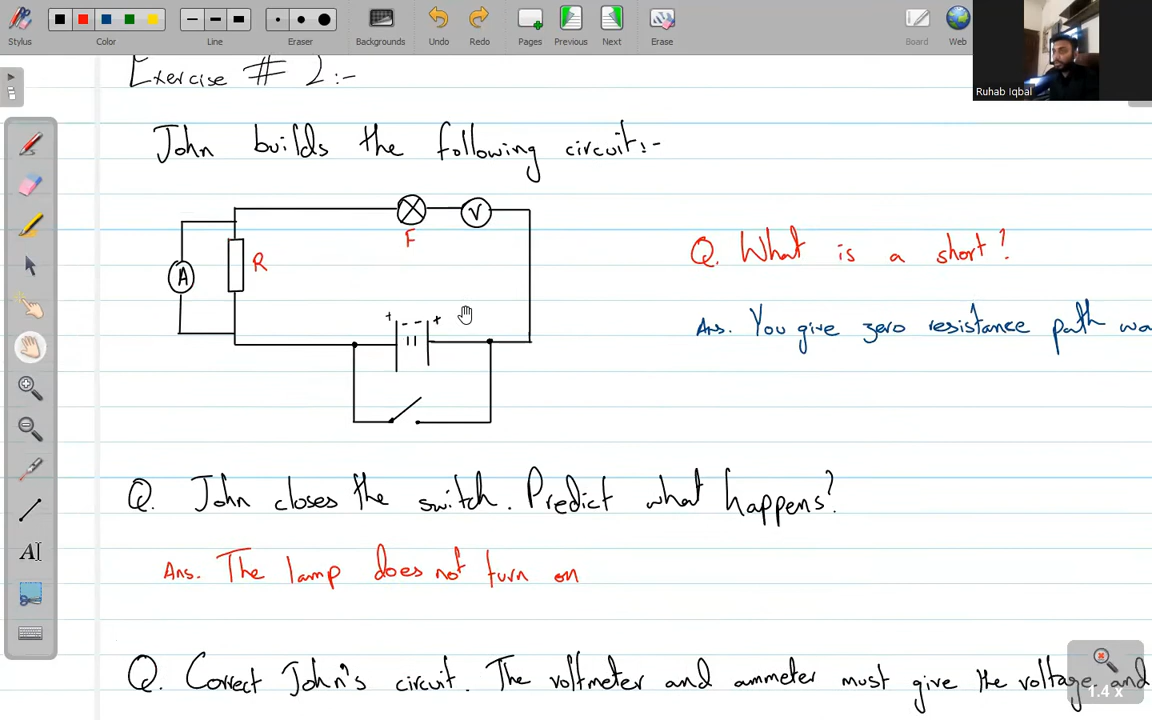 Stylus
Color
Line
Eraser
Backgrounds
Undo
Redo
Pages
Previous
Next
Erase
Board
Web
Ruhab Iqbal
Exercise # 2:-
John builds the following circuit:-
F
V
A
R
+
+
Q. What is a short?
Ans. You give zero resistance path
Q. John closes the switch. Predict what happens?
Ans. The lamp does not turn on
Q. Correct John's circuit. The voltmeter and ammeter must give the voltage and
A
1.4 x